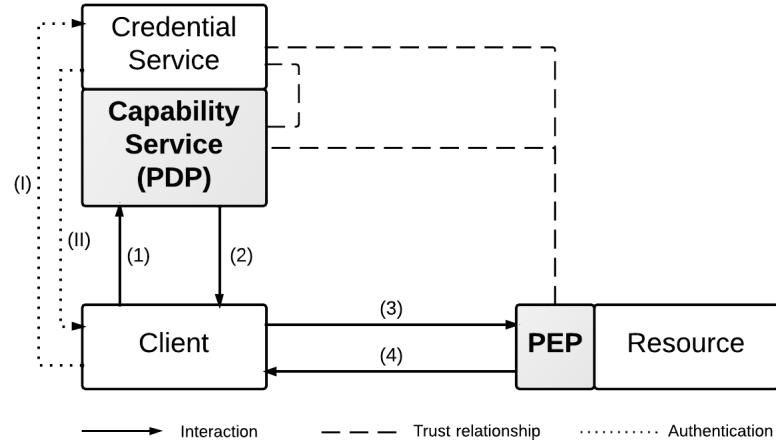 Credential
Service
Capability
Service
(PDP)
(I)
(II)
(1)
(2)
(3)
Client
PEP
Resource
(4)
Interaction
Trust relationship
Authentication